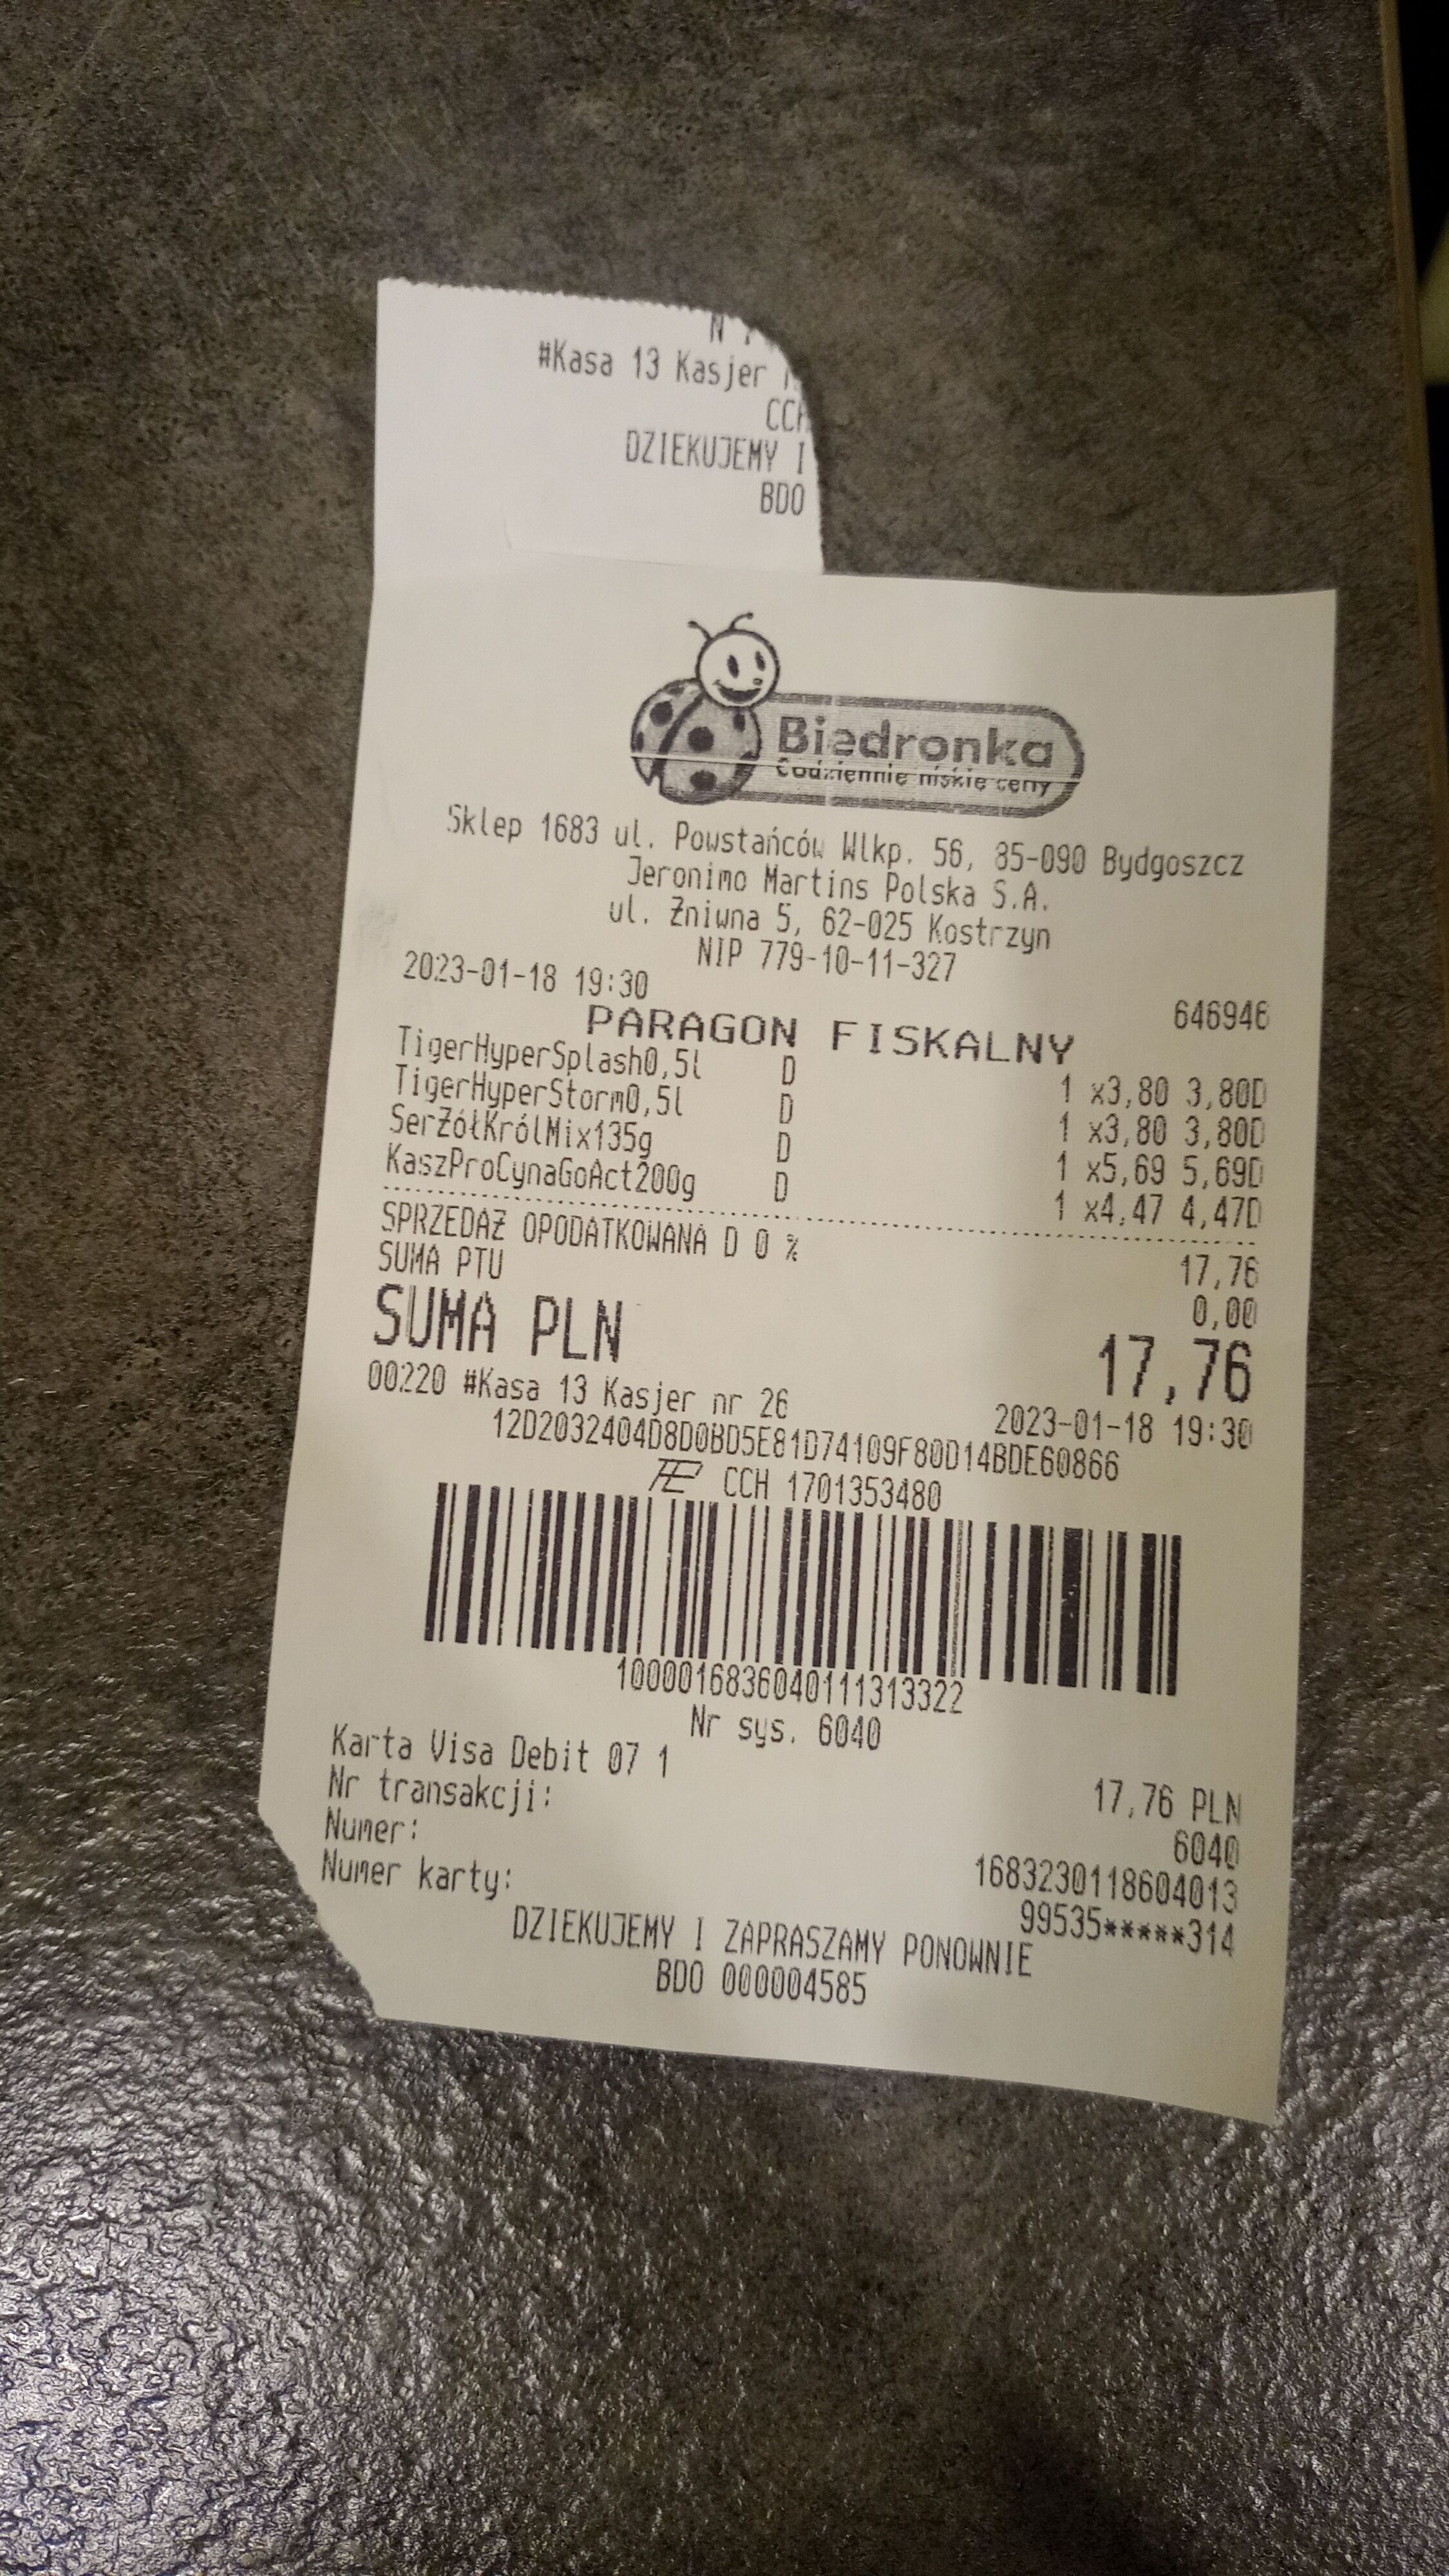 #Kasa 13 Kasjer
CCH
DZIEKUJEMY I
BDO
Biedronka
Codziennie niskie ceny
Sklep 1683 ul. Powstańców Wlkp. 56, 85-090 Bydgoszcz
Jeronimo Martins Polska S.A.
ul. Żniwna 5, 62-025 Kostrzyn
NIP 779-10-11-327
2023-01-18 19:30 646946
PARAGON FISKALNY
TigerHyperSplash0,5l D 1 x3,80 3,80D
TigerHyperStorm0,5l D 1 x3,80 3,80D
SerŻółKrólMix135g D 1 x5,69 5,69D
KaszProCynaGoAct200g D 1 x4,47 4,47D
SPRZEDAŻ OPODATKOWANA D 0 % 17,76
SUMA PTU 0,00
SUMA PLN 17,76
00220 #Kasa 13 Kasjer nr 26 2023-01-18 19:30
12D2032404D8D0BD5E81D74109F80D14BDE60866
CCH 1701353480
1000016836040111313322
Nr sys. 6040
Karta Visa Debit 07 1 17,76 PLN
Nr transakcji: 6040
Numer: 1683230118604013
Numer karty: 99535*****314
DZIEKUJEMY I ZAPRASZAMY PONOWNIE
BDO 000004585